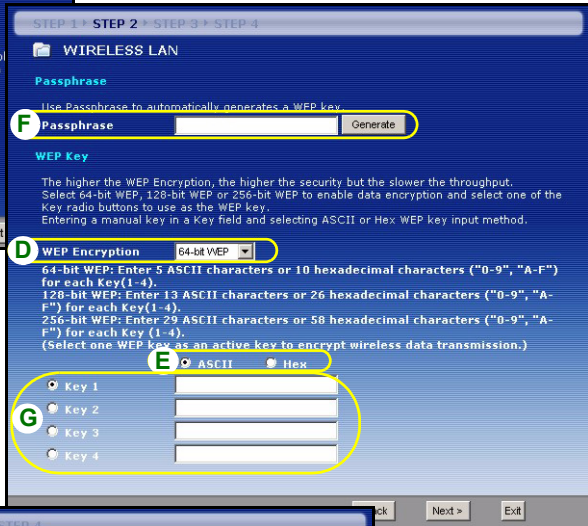 STEP 1 STEP 2 STEP 3 STEP 4
WIRELESS LAN
Passphrase
Use Passphrase to automatically generates a WEP key.
F Passphrase Generate
WEP Key
The higher the WEP Encryption, the higher the security but the slower the throughput.
Select 64-bit WEP, 128-bit WEP or 256-bit WEP to enable data encryption and select one of the
Key radio buttons to use as the WEP key.
Entering a manual key in a Key field and selecting ASCII or Hex WEP key input method.
D WEP Encryption 64-bit WEP
64-bit WEP: Enter 5 ASCII characters or 10 hexadecimal characters ("0-9", "A-F")
for each Key(1-4).
128-bit WEP: Enter 13 ASCII characters or 26 hexadecimal characters ("0-9", "A-
F") for each Key(1-4).
256-bit WEP: Enter 29 ASCII characters or 58 hexadecimal characters ("0-9", "A-
F") for each Key (1-4).
(Select one WEP key as an active key to encrypt wireless data transmission.)
E ASCII Hex
Key 1
Key 2
G Key 3
Key 4
Next > Exit
STEP 4